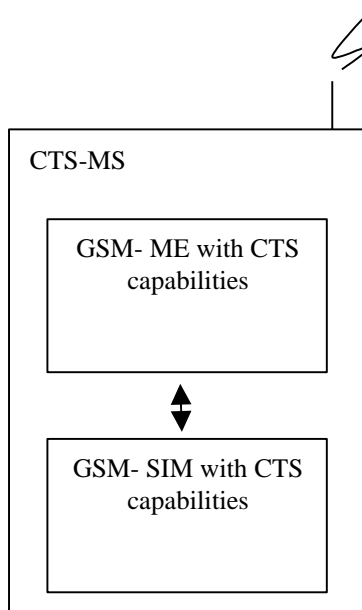 CTS-MS
GSM- ME with CTS
capabilities
GSM- SIM with CTS
capabilities